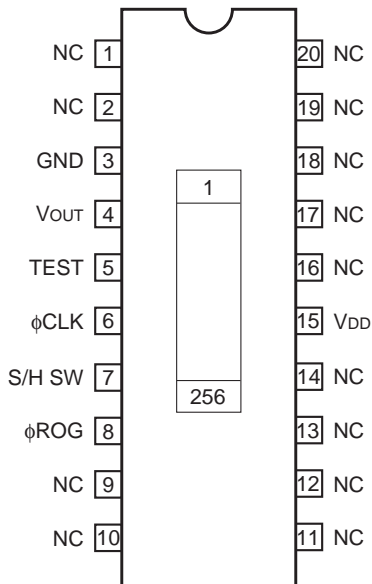 NC 1 20 NC
NC 2 19 NC
GND 3 18 NC
1
VOUT 4 17 NC
TEST 5 16 NC
ϕCLK 6 15 VDD
S/H SW 7 14 NC
256
ϕROG 8 13 NC
NC 9 12 NC
NC 10 11 NC